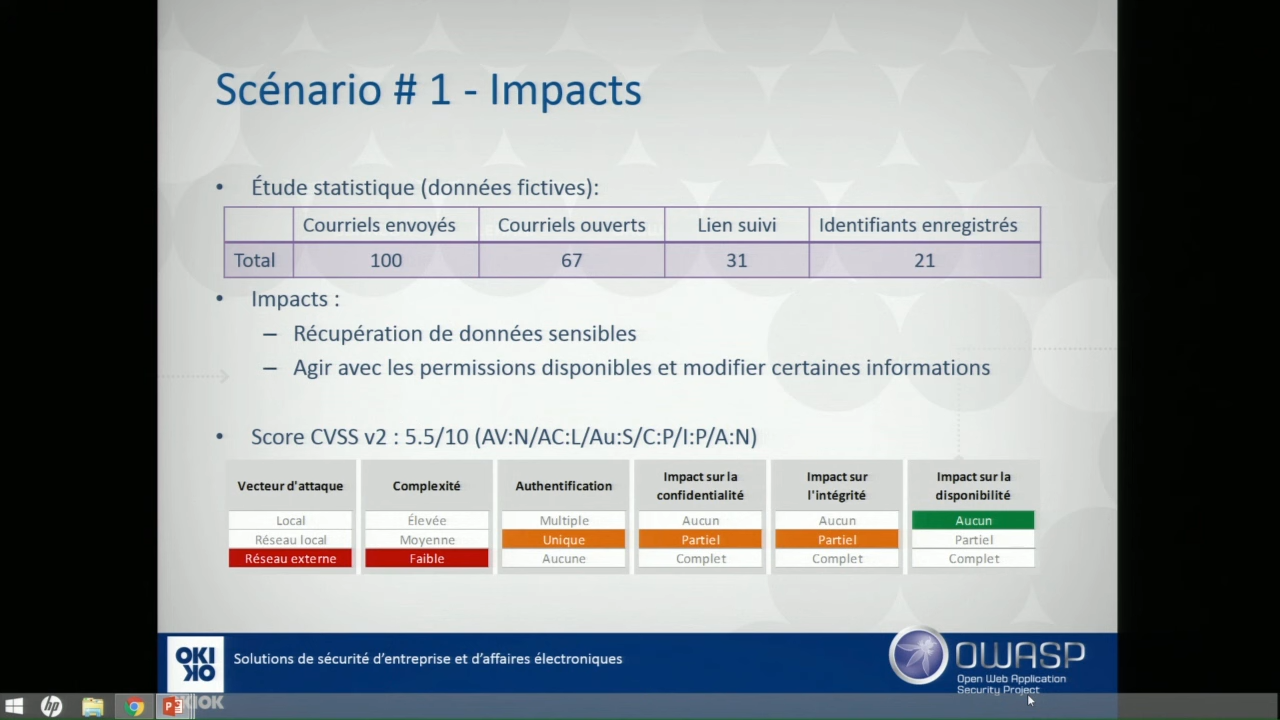 Scénario # 1 - Impacts
• Étude statistique (données fictives):
Courriels envoyés Courriels ouverts Lien suivi Identifiants enregistrés
Total 100 67 31 21
• Impacts :
– Récupération de données sensibles
– Agir avec les permissions disponibles et modifier certaines informations
• Score CVSS v2 : 5.5/10 (AV:N/AC:L/Au:S/C:P/I:P/A:N)
Vecteur d'attaque Complexité Authentification Impact sur la confidentialité Impact sur l'intégrité Impact sur la disponibilité
Local Élevée Multiple Aucun Aucun Aucun
Réseau local Moyenne Unique Partiel Partiel Partiel
Réseau externe Faible Aucune Complet Complet Complet
OKI
OK
Solutions de sécurité d'entreprise et d'affaires électroniques
OWASP
Open Web Application
Security Project
hp